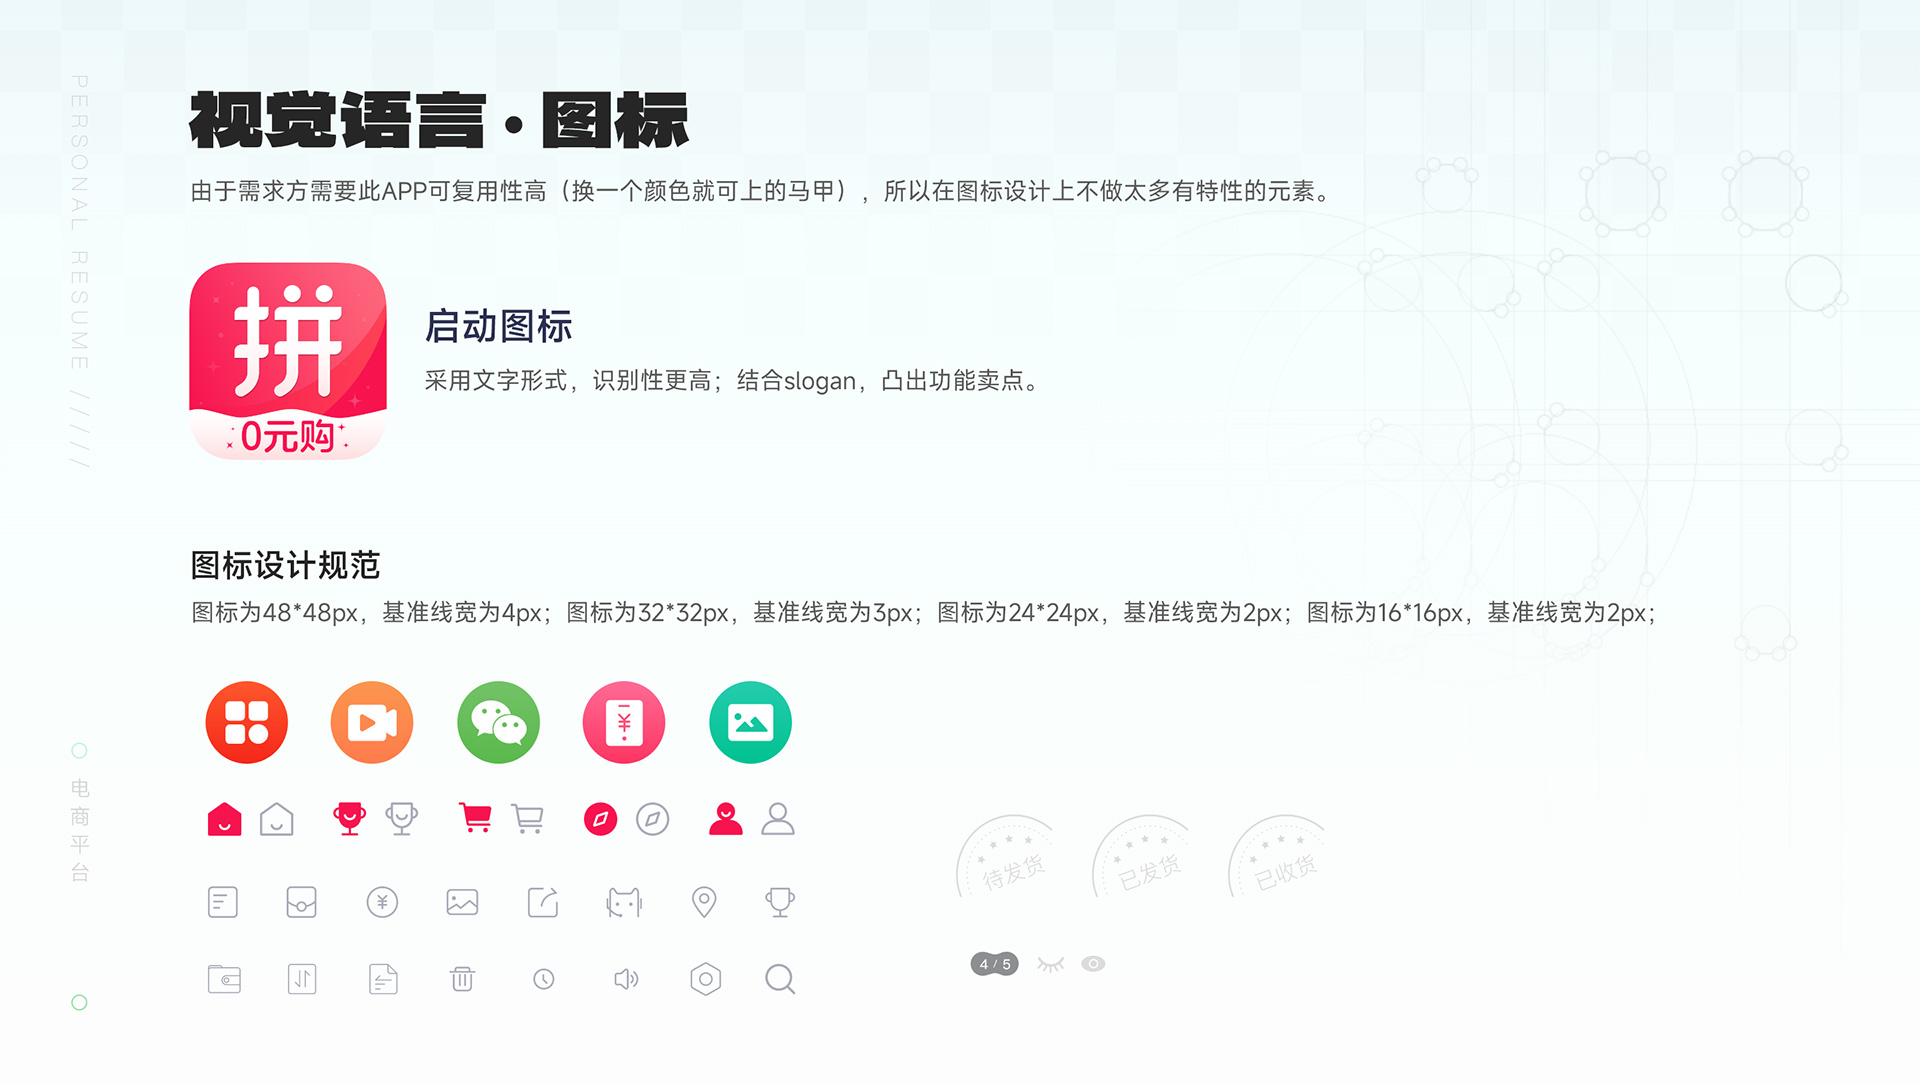 视觉语言·图标
由于需求方需要此APP可复用性高（换一个颜色就可上的马甲），所以在图标设计上不做太多有特性的元素。
PERSONAL RESUME /////
拼
0元购
启动图标
采用文字形式，识别性更高；结合slogan，凸出功能卖点。
图标设计规范
图标为48*48px，基准线宽为4px；图标为32*32px，基准线宽为3px；图标为24*24px，基准线宽为2px；图标为16*16px，基准线宽为2px；
电商平台
待发货
已发货
已收货
4 / 5